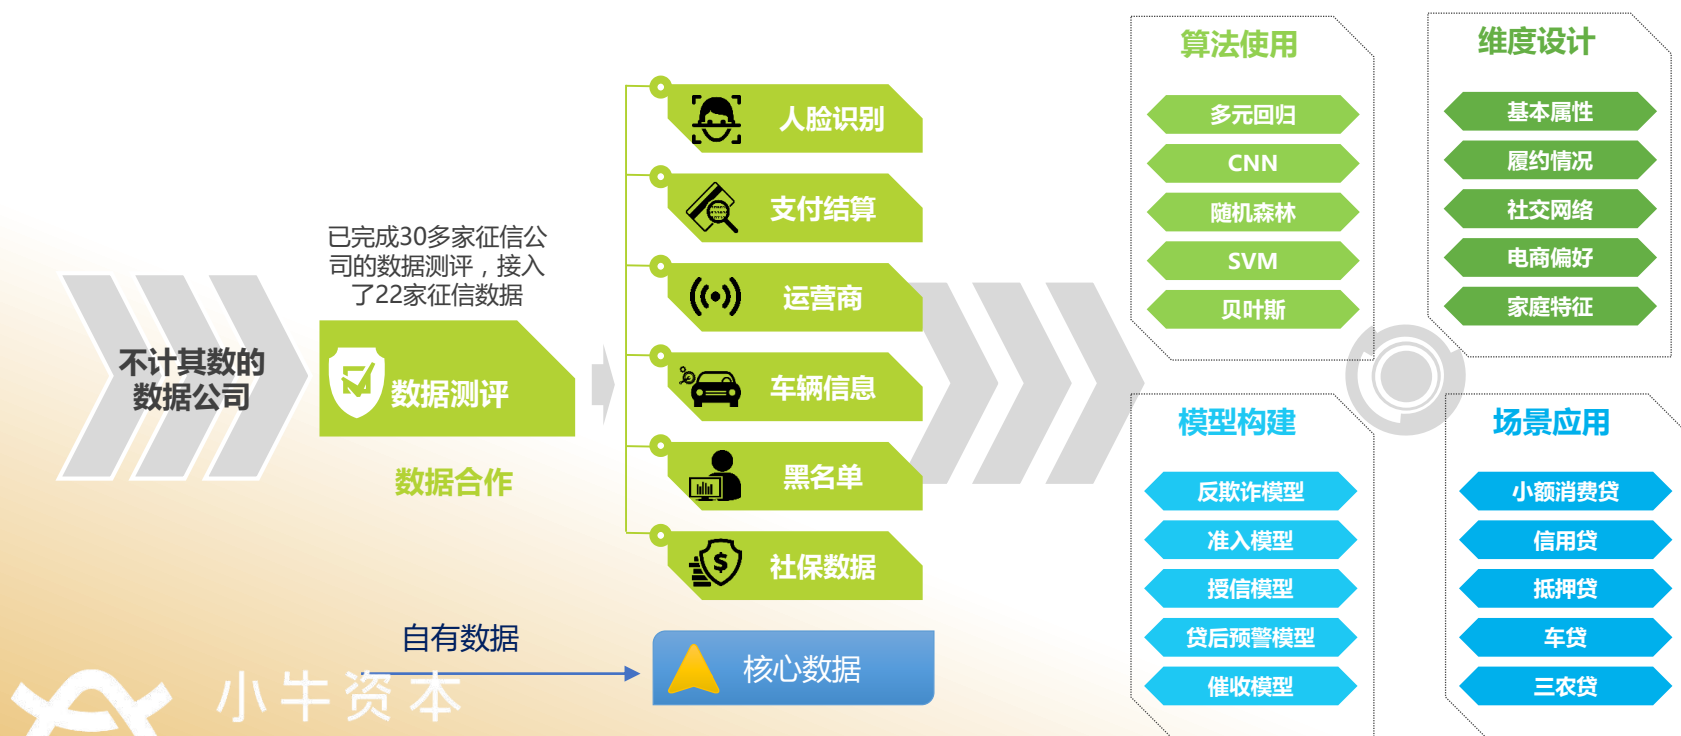 不计其数的
数据公司
已完成30多家征信公
司的数据测评，接入
了22家征信数据
数据测评
数据合作
人脸识别
支付结算
运营商
车辆信息
黑名单
社保数据
自有数据
核心数据
小牛资本
算法使用
多元回归
CNN
随机森林
SVM
贝叶斯
维度设计
基本属性
履约情况
社交网络
电商偏好
家庭特征
模型构建
反欺诈模型
准入模型
授信模型
贷后预警模型
催收模型
场景应用
小额消费贷
信用贷
抵押贷
车贷
三农贷